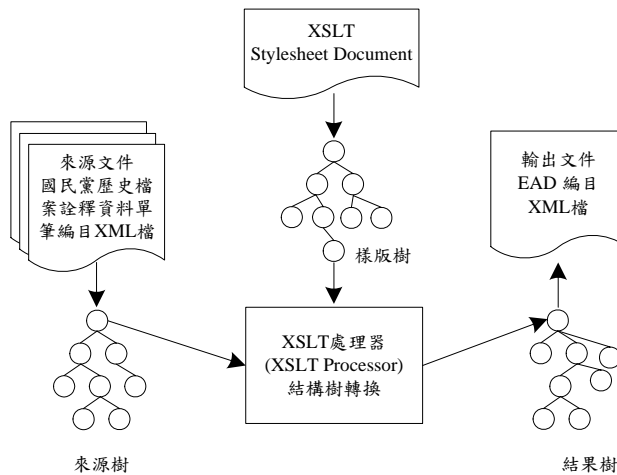 XSLT
Stylesheet Document
來源文件
國民黨歷史檔
案詮釋資料單
筆編目XML檔
輸出文件
EAD 編目
XML檔
樣版樹
XSLT處理器
(XSLT Processor)
結構樹轉換
來源樹
結果樹